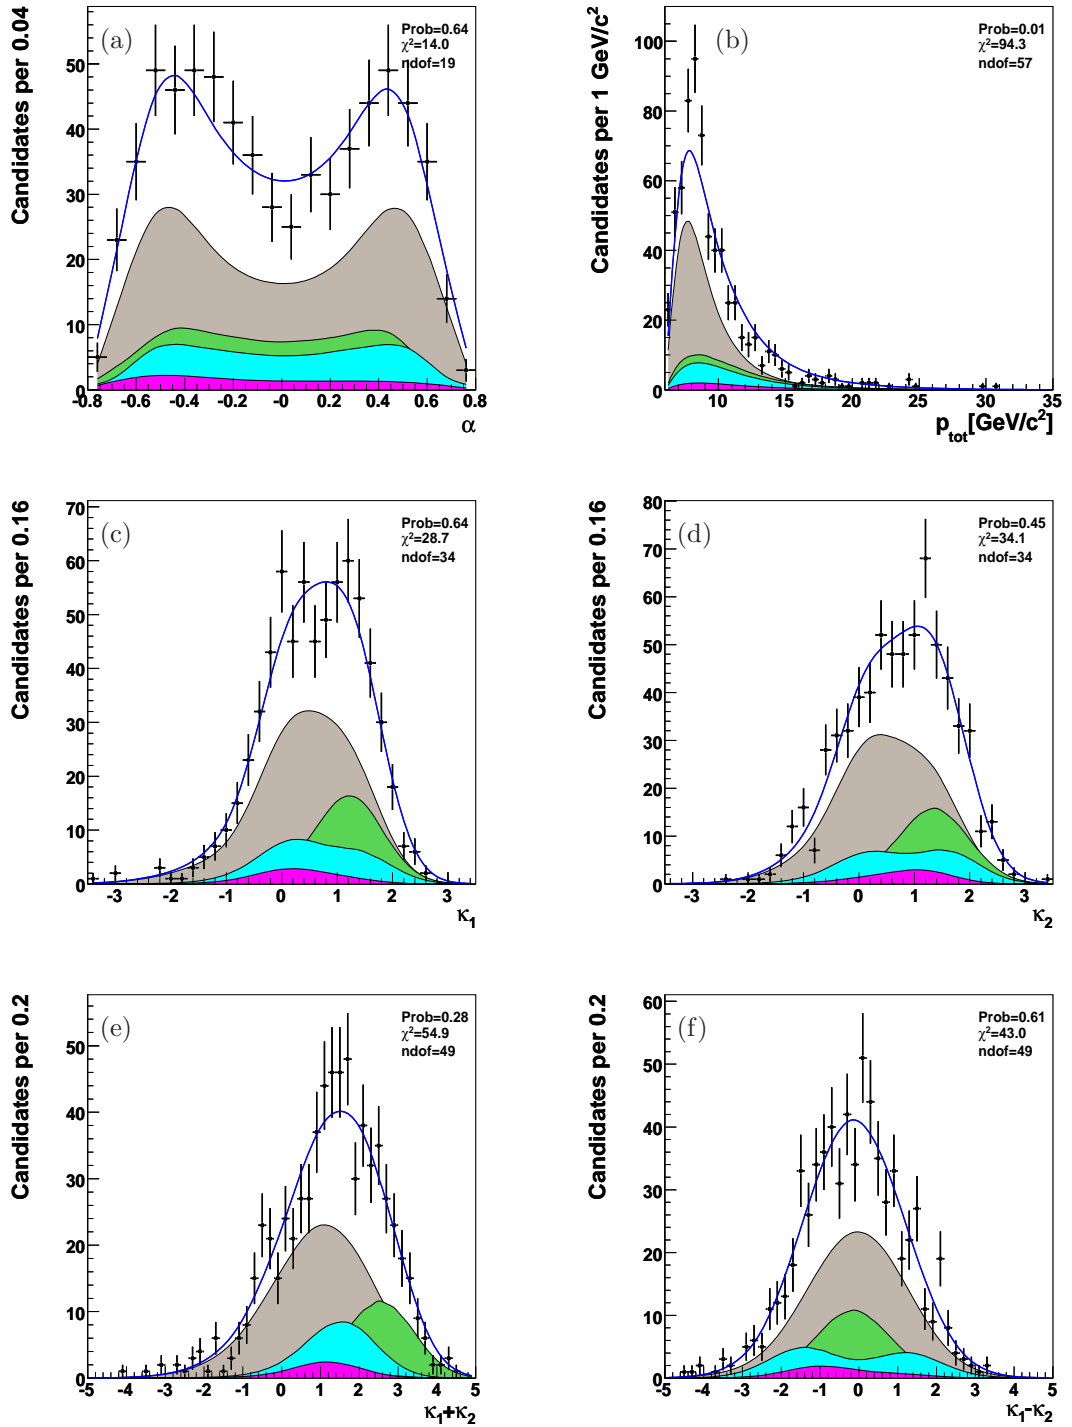 Candidates per 0.04
(a)
Prob=0.64
χ²=14.0
ndof=19
50
40
30
20
10
0
-0.8 -0.6 -0.4 -0.2 -0 0.2 0.4 0.6 0.8
α
Candidates per 1 GeV/c²
(b)
Prob=0.01
χ²=94.3
ndof=57
100
80
60
40
20
0
10 15 20 25 30 35
p_tot[GeV/c²]
Candidates per 0.16
(c)
Prob=0.64
χ²=28.7
ndof=34
70
60
50
40
30
20
10
0
-3 -2 -1 0 1 2 3
κ₁
Candidates per 0.16
(d)
Prob=0.45
χ²=34.1
ndof=34
80
70
60
50
40
30
20
10
0
-3 -2 -1 0 1 2 3
κ₂
Candidates per 0.2
(e)
Prob=0.28
χ²=54.9
ndof=49
50
40
30
20
10
0
-5 -4 -3 -2 -1 0 1 2 3 4 5
κ₁+κ₂
Candidates per 0.2
(f)
Prob=0.61
χ²=43.0
ndof=49
60
50
40
30
20
10
0
-5 -4 -3 -2 -1 0 1 2 3 4 5
κ₁-κ₂